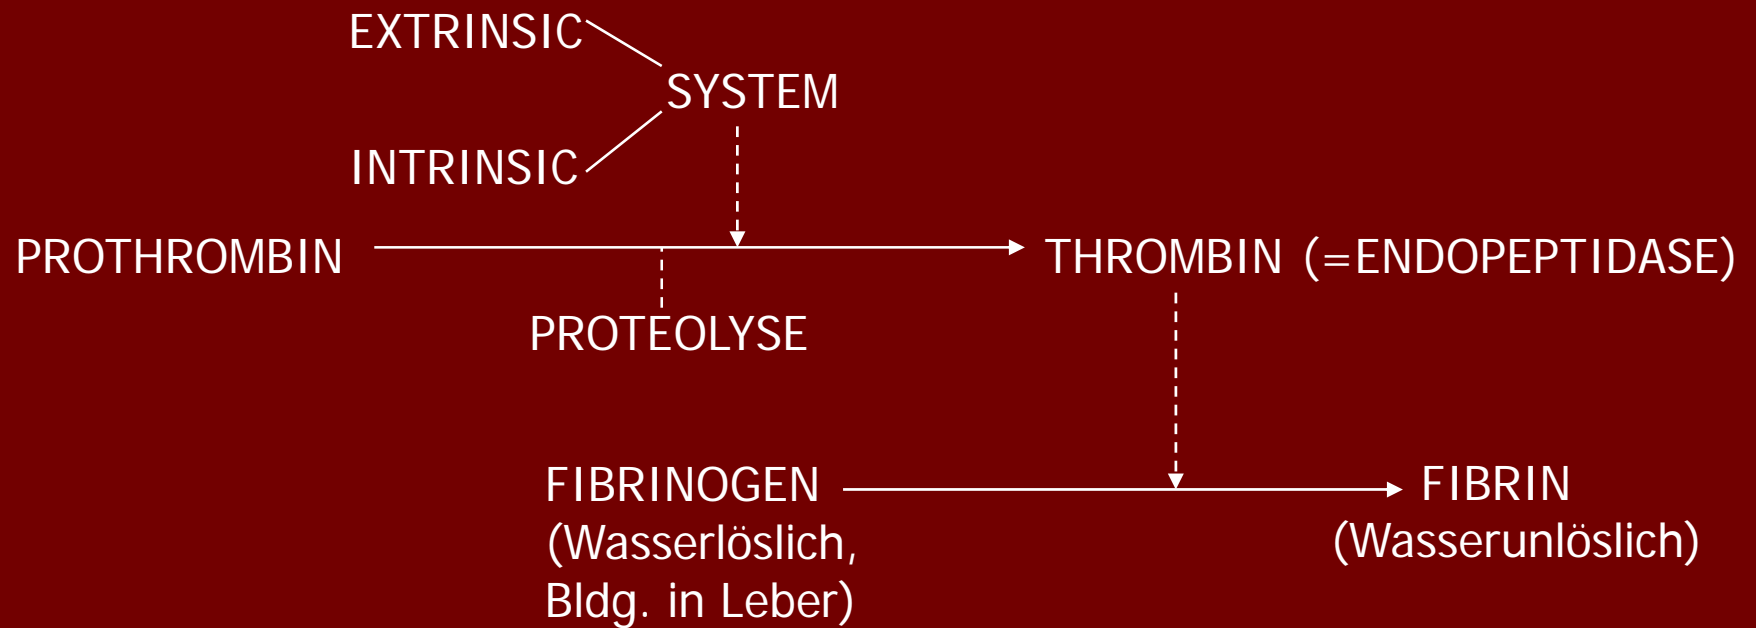 EXTRINSIC
SYSTEM
INTRINSIC
PROTHROMBIN
THROMBIN (=ENDOPEPTIDASE)
PROTEOLYSE
FIBRINOGEN
(Wasserlöslich,
Bldg. in Leber)
FIBRIN
(Wasserunlöslich)